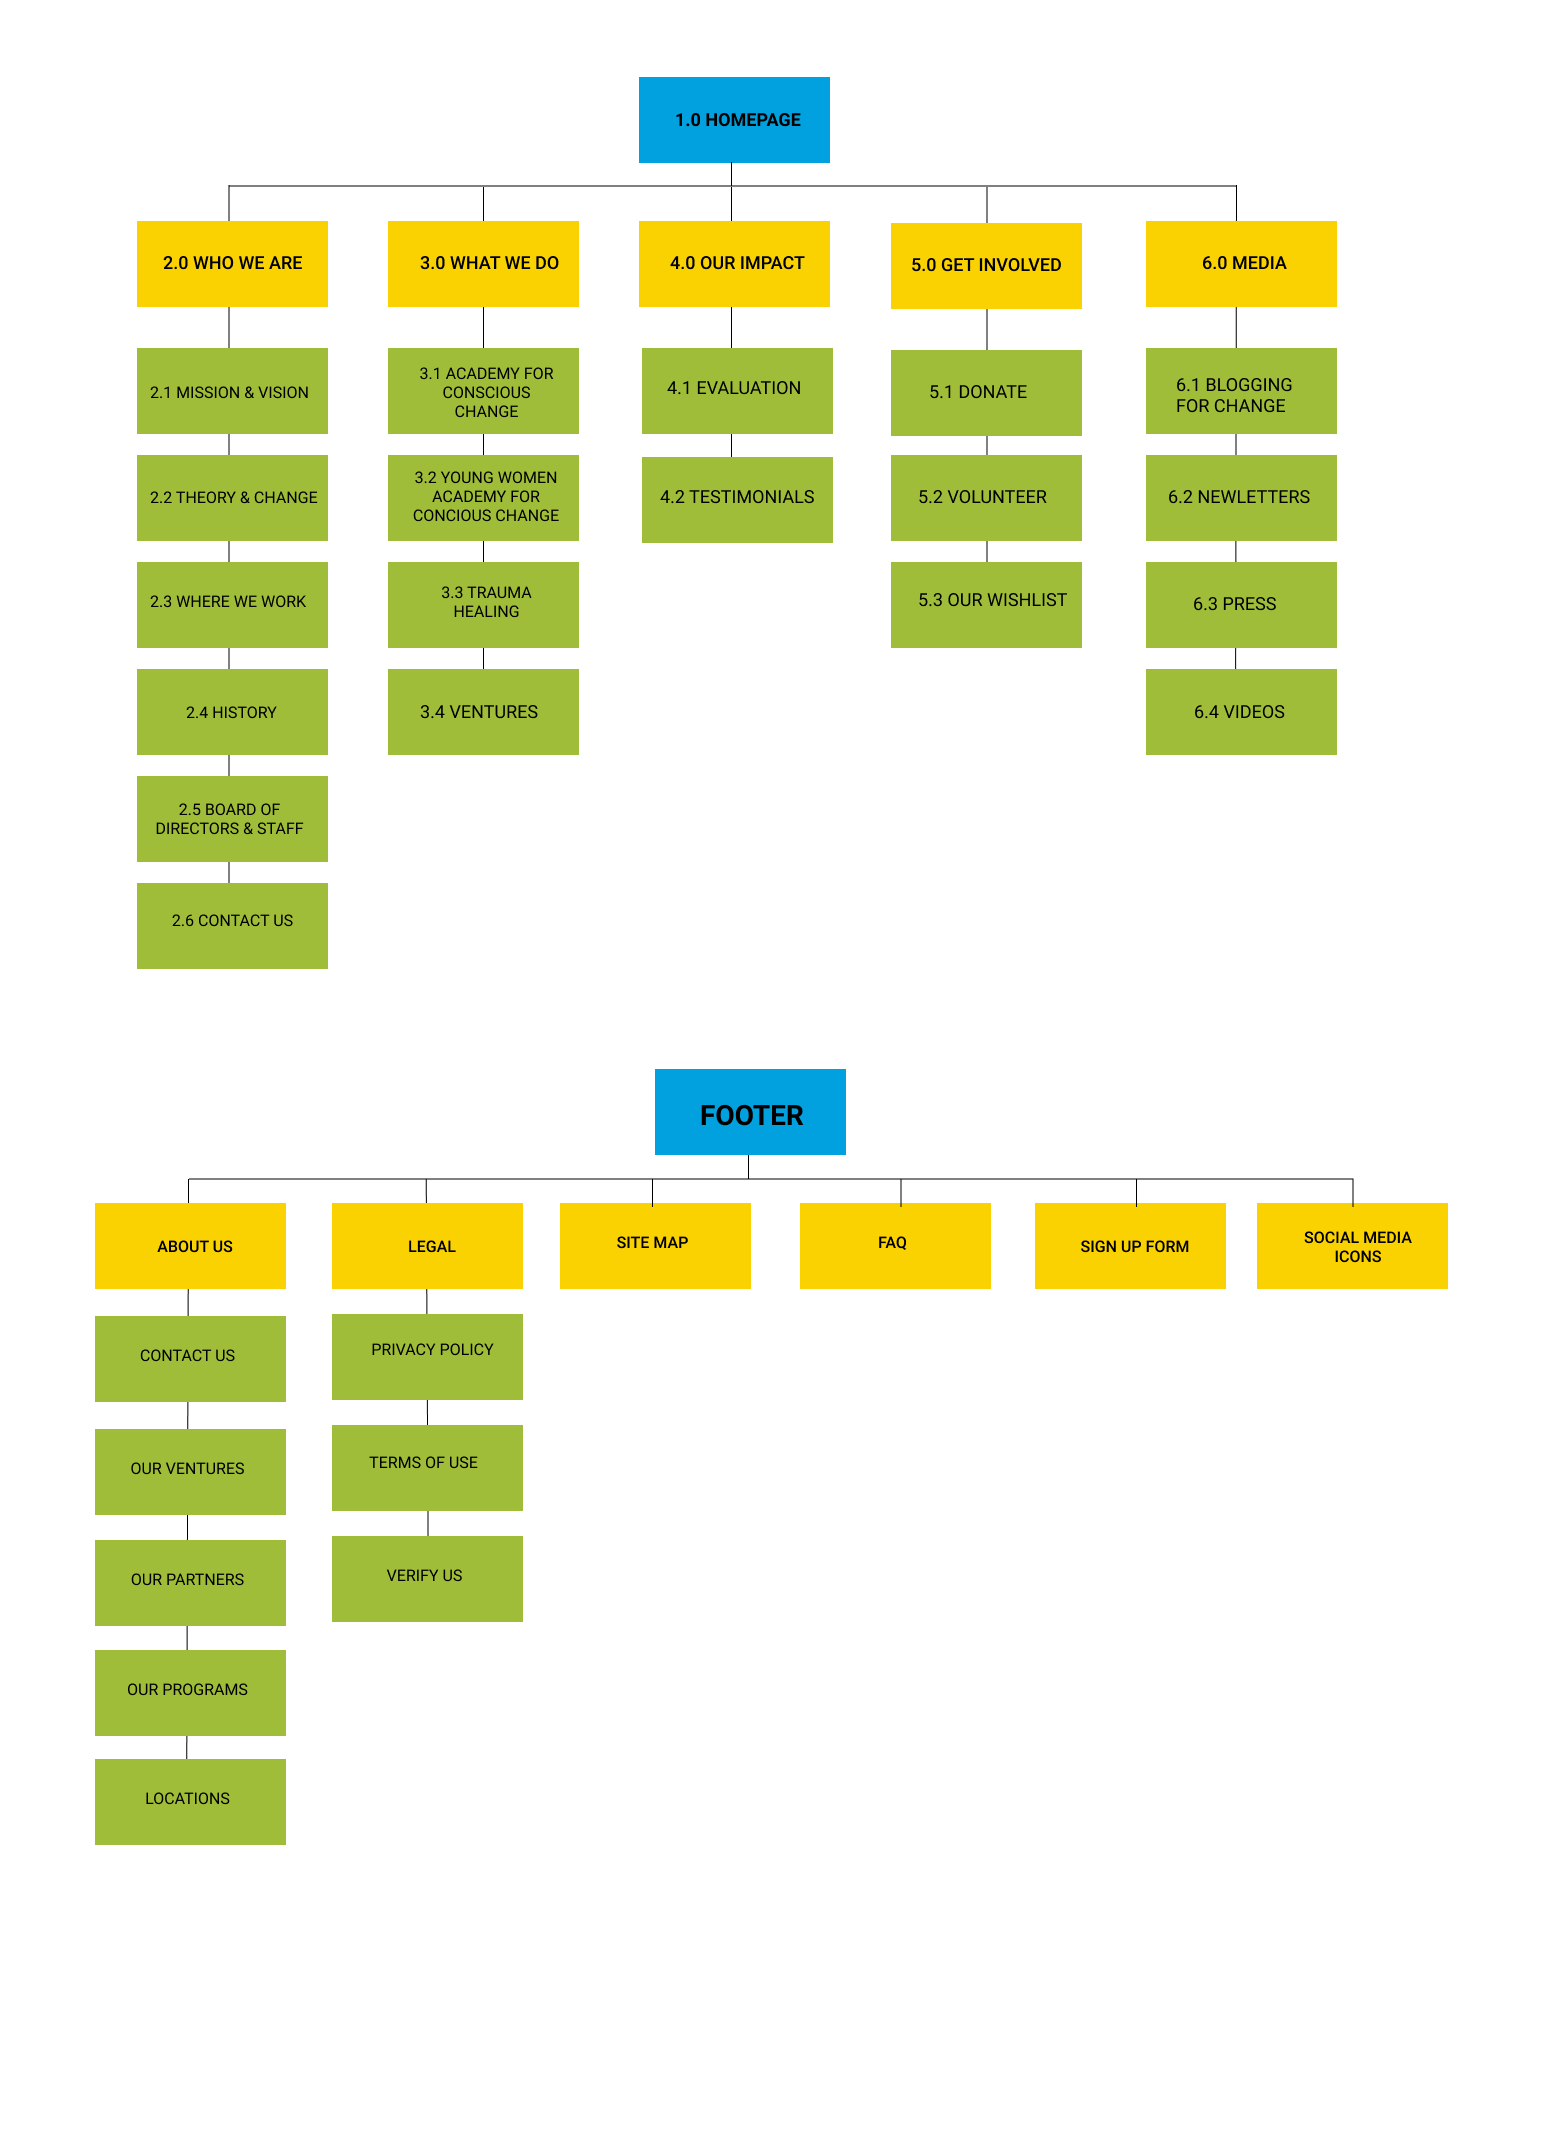 1.0 HOMEPAGE
2.0 WHO WE ARE
3.0 WHAT WE DO
4.0 OUR IMPACT
5.0 GET INVOLVED
6.0 MEDIA
2.1 MISSION & VISION
2.2 THEORY & CHANGE
2.3 WHERE WE WORK
2.4 HISTORY
2.5 BOARD OF
DIRECTORS & STAFF
2.6 CONTACT US
3.1 ACADEMY FOR
CONSCIOUS
CHANGE
3.2 YOUNG WOMEN
ACADEMY FOR
CONCIOUS CHANGE
3.3 TRAUMA
HEALING
3.4 VENTURES
4.1 EVALUATION
4.2 TESTIMONIALS
5.1 DONATE
5.2 VOLUNTEER
5.3 OUR WISHLIST
6.1 BLOGGING
FOR CHANGE
6.2 NEWLETTERS
6.3 PRESS
6.4 VIDEOS
FOOTER
ABOUT US
LEGAL
SITE MAP
FAQ
SIGN UP FORM
SOCIAL MEDIA
ICONS
CONTACT US
OUR VENTURES
OUR PARTNERS
OUR PROGRAMS
LOCATIONS
PRIVACY POLICY
TERMS OF USE
VERIFY US